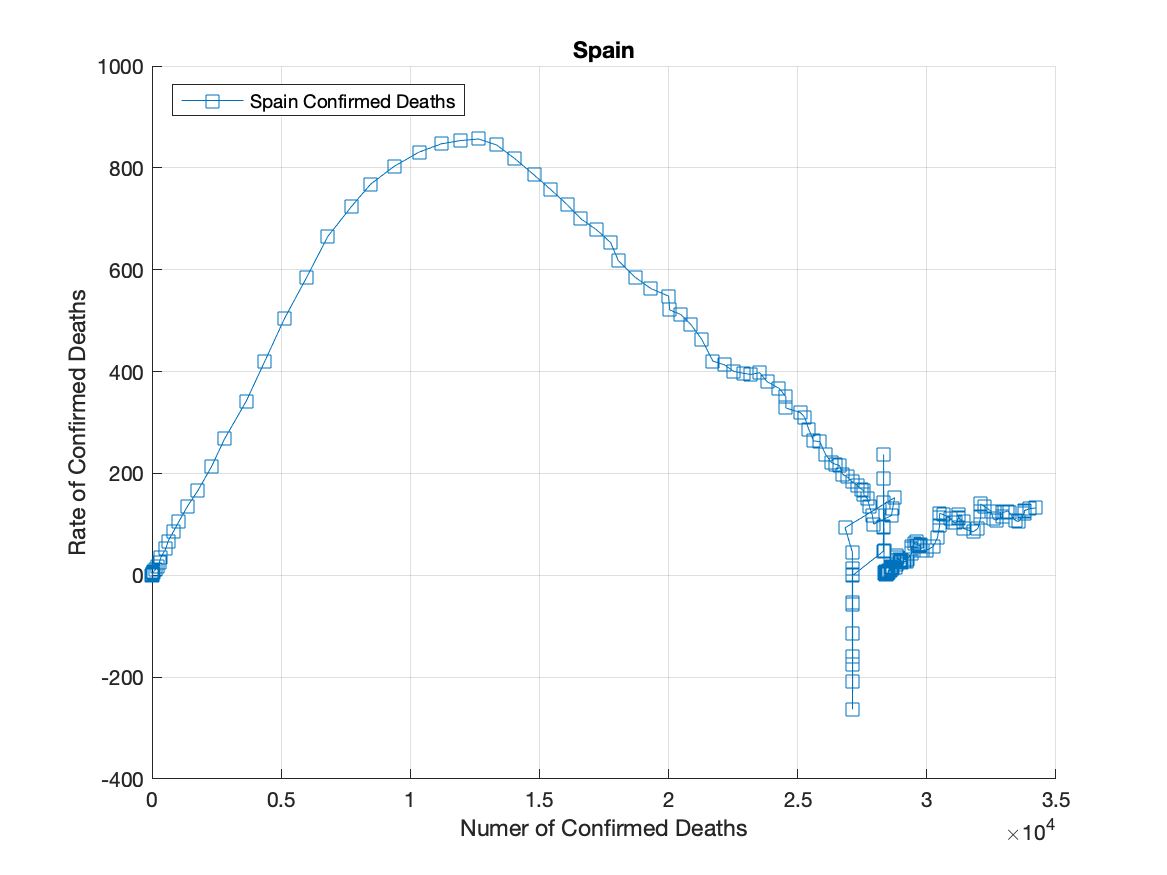 Spain
1000
Spain Confirmed Deaths
800
600
400
200
0
-200
-400
Rate of Confirmed Deaths
0 0.5 1 1.5 2 2.5 3 3.5
Numer of Confirmed Deaths
×10^4